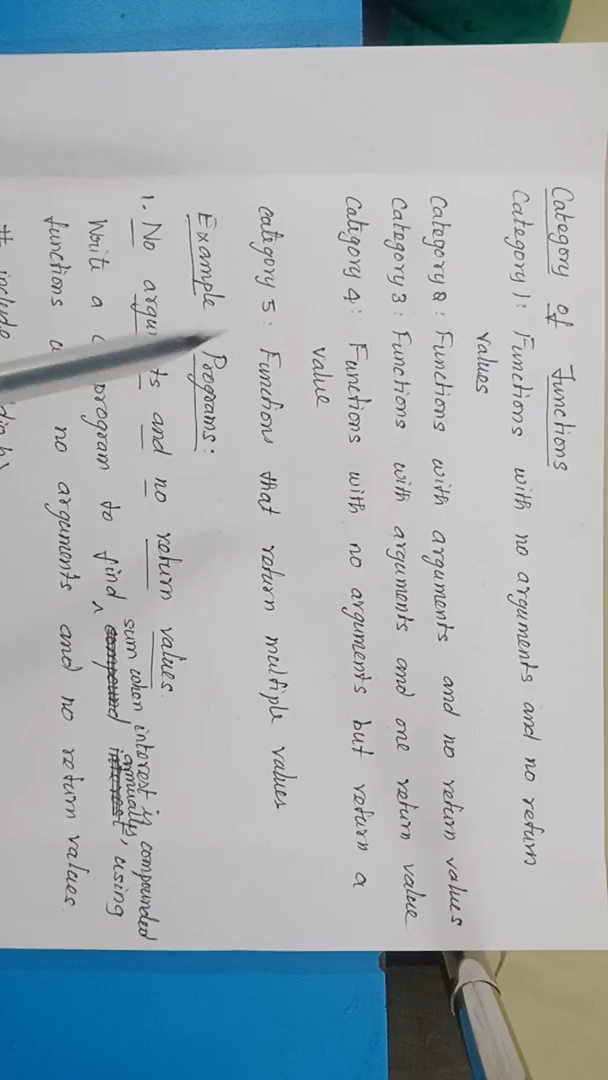 Category of Functions
Category 1: Functions with no arguments and no return
values
Category 2: Functions with arguments and no return values
Category 3: Functions with arguments and one return value
Category 4: Functions with no arguments but return a
value
Category 5: Functions that return multiple values
Example Programs:
1. No and no return values.
sum when interest is compounded
Write a program to find ^ compound interest annually, using
functions no arguments and no return values.
# include